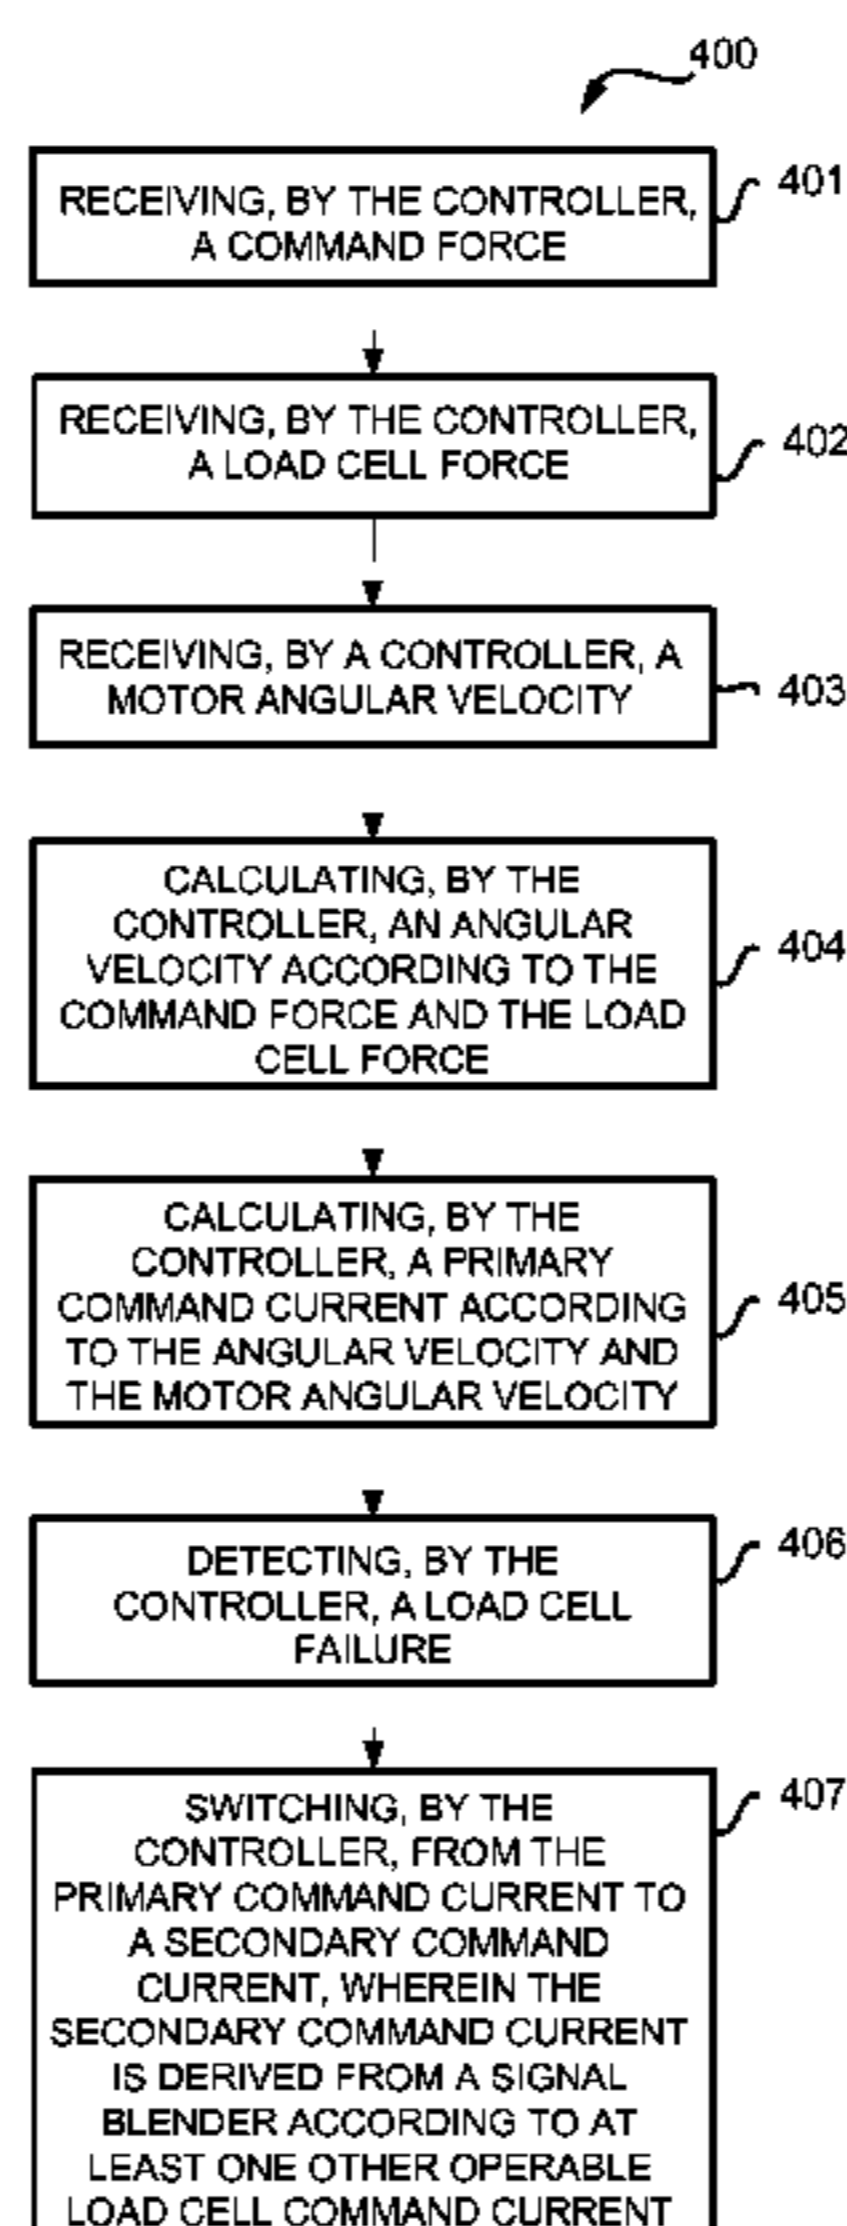 400
RECEIVING, BY THE CONTROLLER,
A COMMAND FORCE
401
RECEIVING, BY THE CONTROLLER,
A LOAD CELL FORCE
402
RECEIVING, BY A CONTROLLER, A
MOTOR ANGULAR VELOCITY
403
CALCULATING, BY THE
CONTROLLER, AN ANGULAR
VELOCITY ACCORDING TO THE
COMMAND FORCE AND THE LOAD
CELL FORCE
404
CALCULATING, BY THE
CONTROLLER, A PRIMARY
COMMAND CURRENT ACCORDING
TO THE ANGULAR VELOCITY AND
THE MOTOR ANGULAR VELOCITY
405
DETECTING, BY THE
CONTROLLER, A LOAD CELL
FAILURE
406
SWITCHING, BY THE
CONTROLLER, FROM THE
PRIMARY COMMAND CURRENT TO
A SECONDARY COMMAND
CURRENT, WHEREIN THE
SECONDARY COMMAND CURRENT
IS DERIVED FROM A SIGNAL
BLENDER ACCORDING TO AT
LEAST ONE OTHER OPERABLE
LOAD CELL COMMAND CURRENT
407